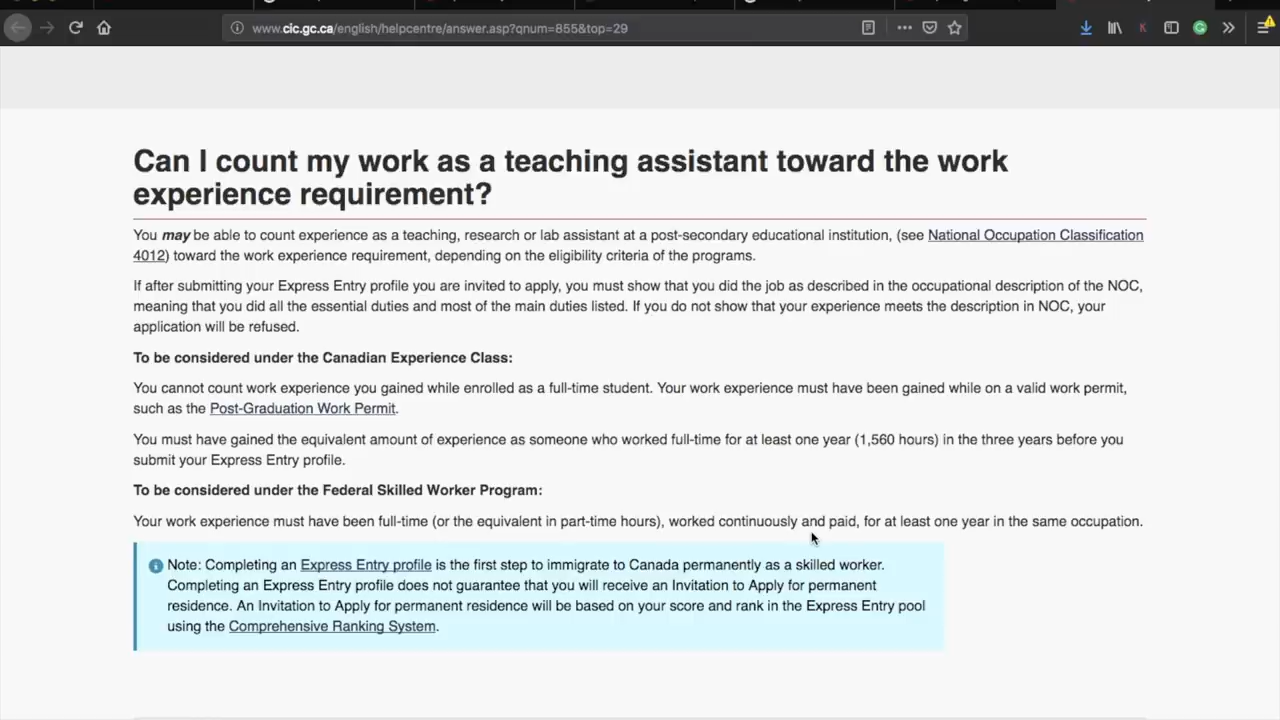 www.cic.gc.ca/english/helpcentre/answer.asp?qnum=855&top=29
Can I count my work as a teaching assistant toward the work
experience requirement?
You may be able to count experience as a teaching, research or lab assistant at a post-secondary educational institution, (see National Occupation Classification
4012) toward the work experience requirement, depending on the eligibility criteria of the programs.
If after submitting your Express Entry profile you are invited to apply, you must show that you did the job as described in the occupational description of the NOC,
meaning that you did all the essential duties and most of the main duties listed. If you do not show that your experience meets the description in NOC, your
application will be refused.
To be considered under the Canadian Experience Class:
You cannot count work experience you gained while enrolled as a full-time student. Your work experience must have been gained while on a valid work permit,
such as the Post-Graduation Work Permit.
You must have gained the equivalent amount of experience as someone who worked full-time for at least one year (1,560 hours) in the three years before you
submit your Express Entry profile.
To be considered under the Federal Skilled Worker Program:
Your work experience must have been full-time (or the equivalent in part-time hours), worked continuously and paid, for at least one year in the same occupation.
Note: Completing an Express Entry profile is the first step to immigrate to Canada permanently as a skilled worker.
Completing an Express Entry profile does not guarantee that you will receive an Invitation to Apply for permanent
residence. An Invitation to Apply for permanent residence will be based on your score and rank in the Express Entry pool
using the Comprehensive Ranking System.